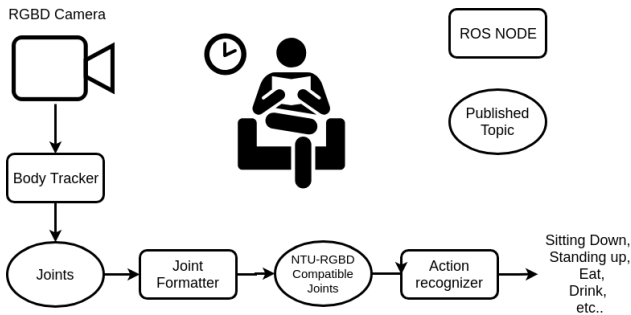 RGBD Camera
ROS NODE
Published
Topic
Body Tracker
Joints
Joint
Formatter
NTU-RGBD
Compatible
Joints
Action
recognizer
Sitting Down,
Standing up,
Eat,
Drink,
etc..